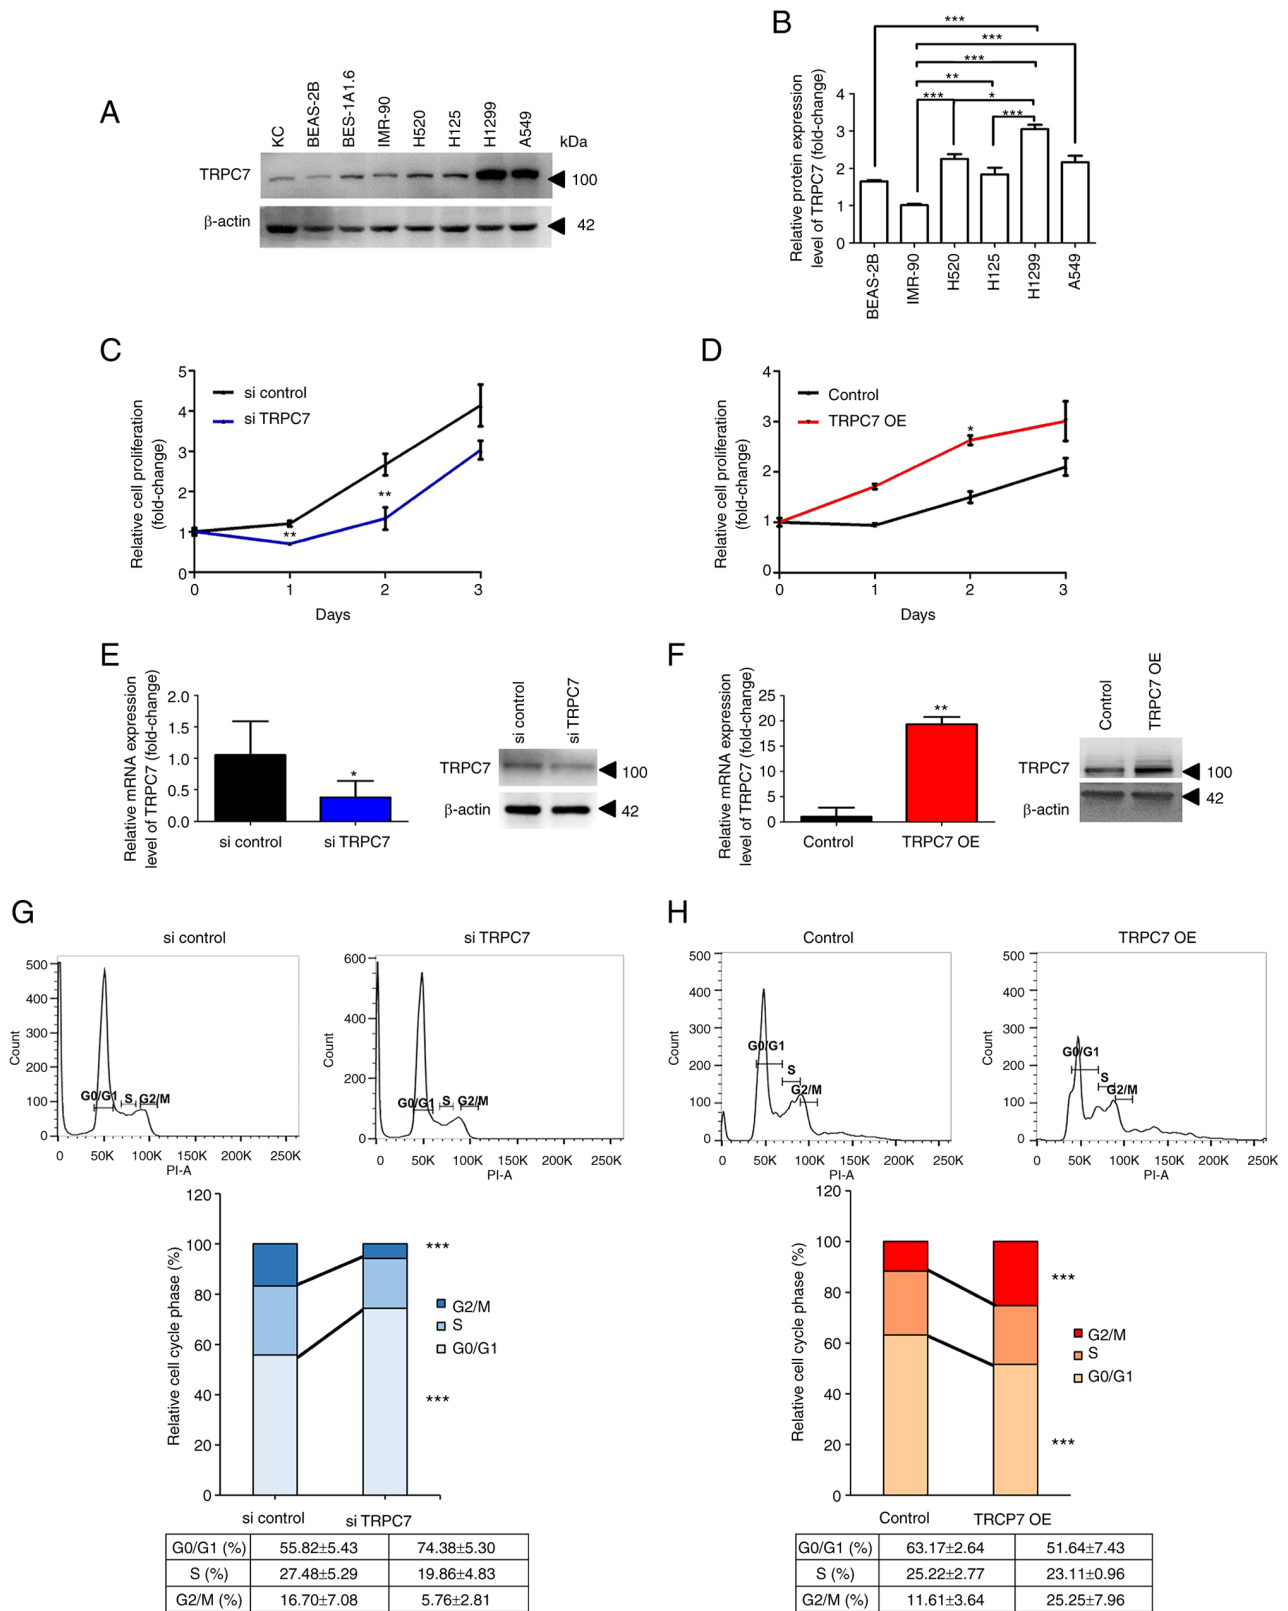 A
KC
BEAS-2B
BES-1A1.6
IMR-90
H520
H125
H1299
A549
kDa
TRPC7
100
β-actin
42
B
Relative protein expression
level of TRPC7 (fold-change)
4
3
2
1
0
***
***
***
**
***
*
***
BEAS-2B
IMR-90
H520
H125
H1299
A549
C
Relative cell proliferation
(fold-change)
5
4
3
2
1
0
si control
si TRPC7
**
**
0 1 2 3
Days
D
Relative cell proliferation
(fold-change)
4
3
2
1
0
Control
TRPC7 OE
*
0 1 2 3
Days
E
Relative mRNA expression
level of TRPC7 (fold-change)
2.0
1.5
1.0
0.5
0.0
*
si control
si TRPC7
si control
si TRPC7
TRPC7
100
β-actin
42
F
Relative mRNA expression
level of TRPC7 (fold-change)
25
20
15
10
5
0
**
Control
TRPC7 OE
Control
TRPC7 OE
TRPC7
100
β-actin
42
G
si control
Count
500
400
300
200
100
0
G0/G1 S G2/M
0 50K 100K 150K 200K 250K
PI-A
si TRPC7
Count
600
400
200
0
G0/G1 S G2/M
0 50K 100K 150K 200K 250K
PI-A
Relative cell cycle phase (%)
120
100
80
60
40
20
0
***
***
G2/M
S
G0/G1
si control
si TRPC7
G0/G1 (%) 55.82±5.43 74.38±5.30
S (%) 27.48±5.29 19.86±4.83
G2/M (%) 16.70±7.08 5.76±2.81
H
Control
Count
500
400
300
200
100
0
G0/G1
S
G2/M
0 50K 100K 150K 200K 250K
PI-A
TRPC7 OE
Count
500
400
300
200
100
0
G0/G1
S
G2/M
0 50K 100K 150K 200K 250K
PI-A
Relative cell cycle phase (%)
120
100
80
60
40
20
0
***
***
G2/M
S
G0/G1
Control
TRCP7 OE
G0/G1 (%) 63.17±2.64 51.64±7.43
S (%) 25.22±2.77 23.11±0.96
G2/M (%) 11.61±3.64 25.25±7.96